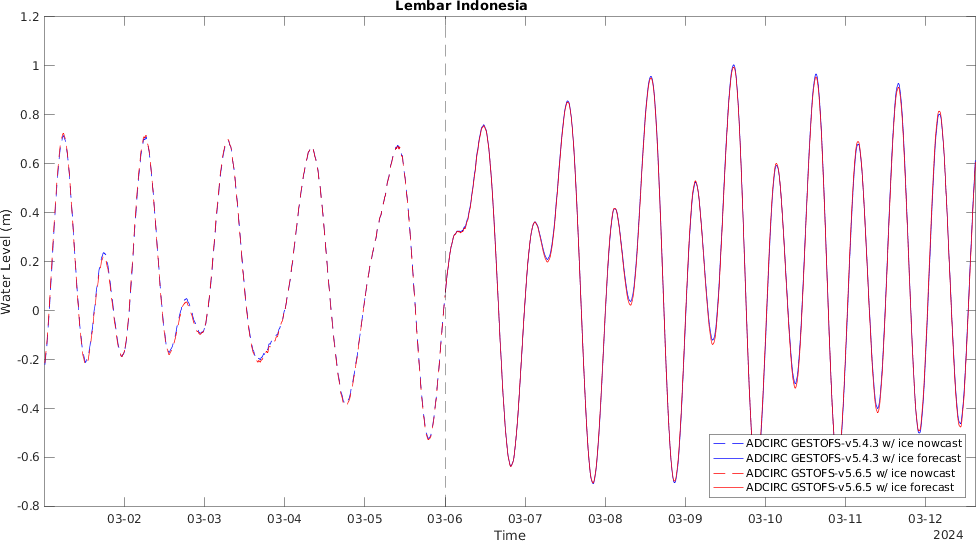 Lembar Indonesia
1.2
1
0.8
0.6
0.4
0.2
0
-0.2
-0.4
-0.6
-0.8
Water Level (m)
ADCIRC GESTOFS-v5.4.3 w/ ice nowcast
ADCIRC GESTOFS-v5.4.3 w/ ice forecast
ADCIRC GSTOFS-v5.6.5 w/ ice nowcast
ADCIRC GSTOFS-v5.6.5 w/ ice forecast
03-02 03-03 03-04 03-05 03-06 03-07 03-08 03-09 03-10 03-11 03-12
Time
2024